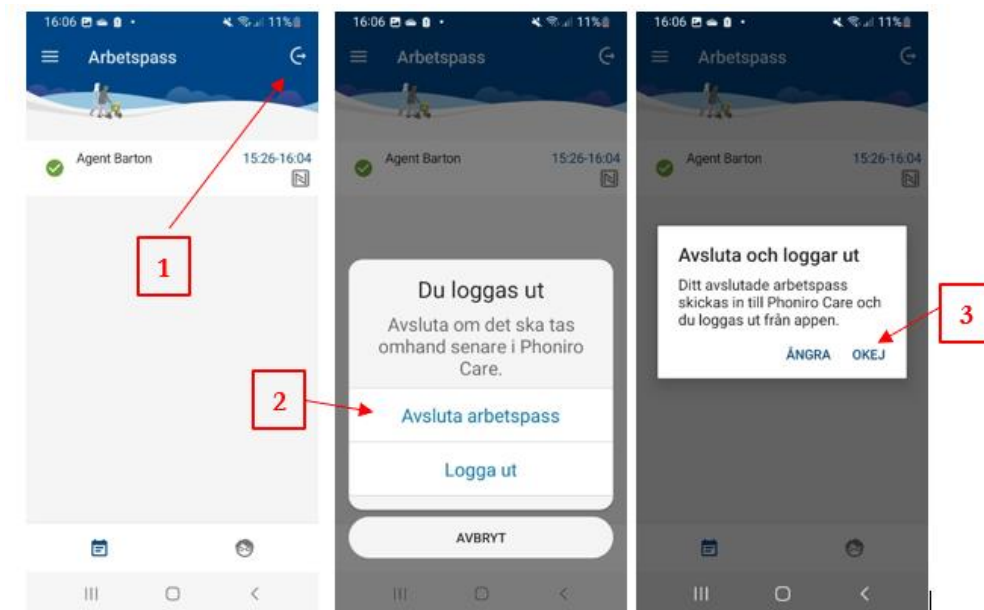 16:06 11%
Arbetspass
Agent Barton 15:26-16:04
1
16:06 11%
Arbetspass
Agent Barton 15:26-16:04
Du loggas ut
Avsluta om det ska tas
omhand senare i Phoniro
Care.
2
Avsluta arbetspass
Logga ut
AVBRYT
16:06 11%
Arbetspass
Agent Barton 15:26-16:04
Avsluta och loggar ut
Ditt avslutade arbetspass
skickas in till Phoniro Care och
du loggas ut från appen.
3
ÅNGRA OKEJ